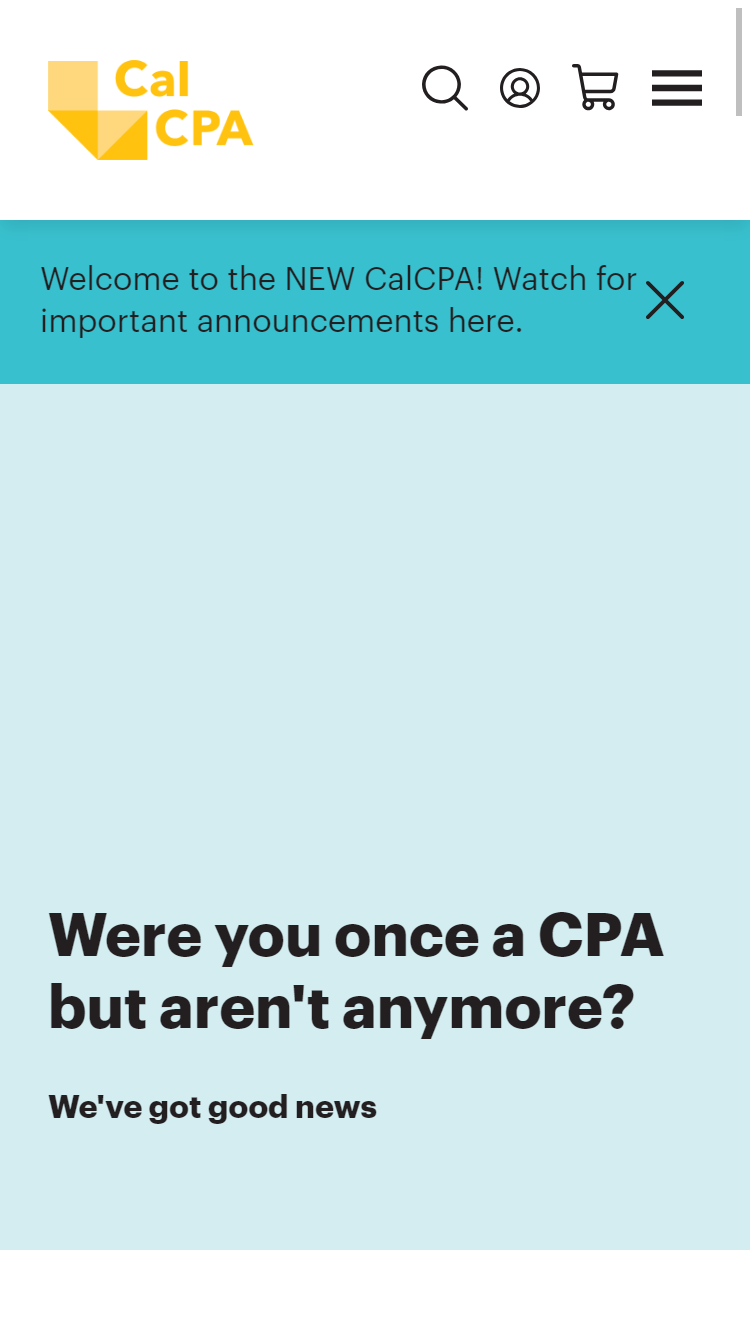 Cal
CPA
Welcome to the NEW CalCPA! Watch for
important announcements here.
Were you once a CPA
but aren't anymore?
We've got good news